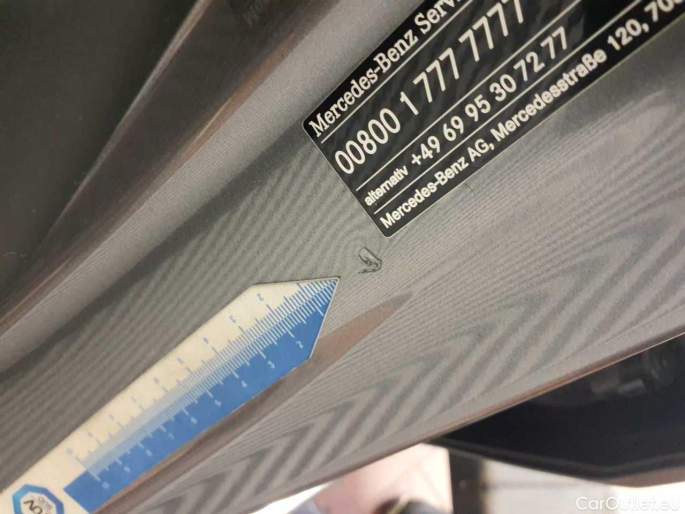 Mercedes-Benz Serv
00800 1 777 7777
alternativ +49 69 95 30 72 77
Mercedes-Benz AG, Mercedesstraße 120, 70
CarOutlet.eu